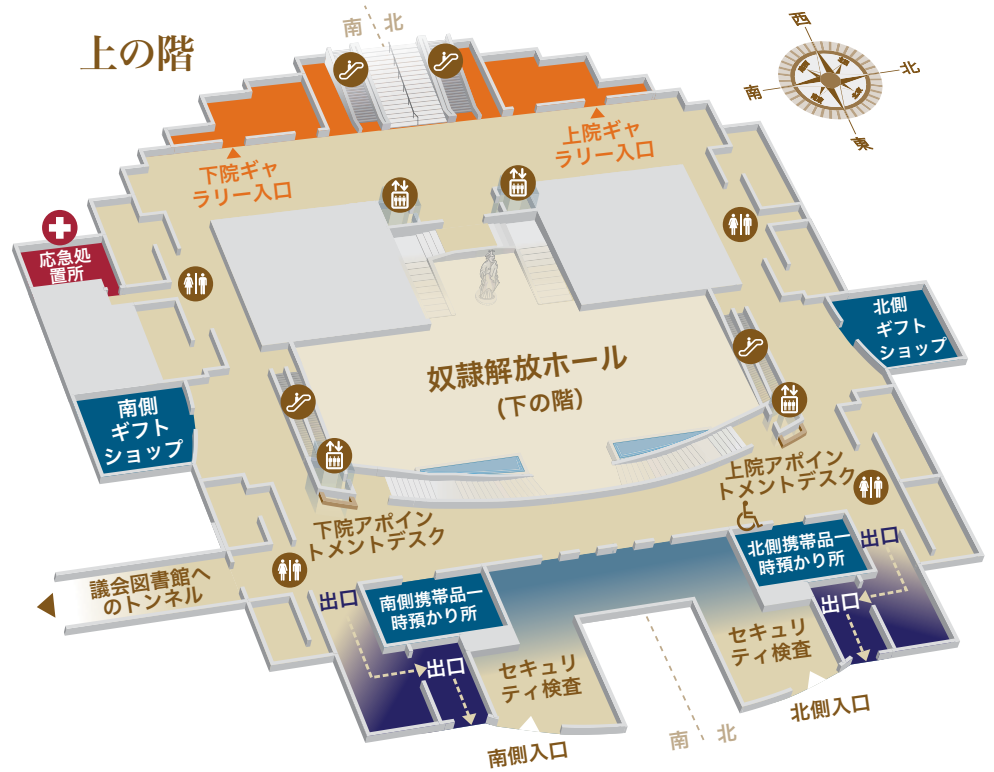 上の階
南 北
西
北
南
東
下院ギャ
ラリー入口
上院ギャ
ラリー入口
応急処
置所
北側
ギフト
ショップ
奴隷解放ホール
(下の階)
南側
ギフト
ショップ
下院アポイン
トメントデスク
上院アポイン
トメントデスク
議会図書館へ
のトンネル
出口
南側携帯品一
時預かり所
北側携帯品一
時預かり所
出口
出口
出口
セキュリ
ティ検査
セキュリ
ティ検査
南側入口
南 北
北側入口